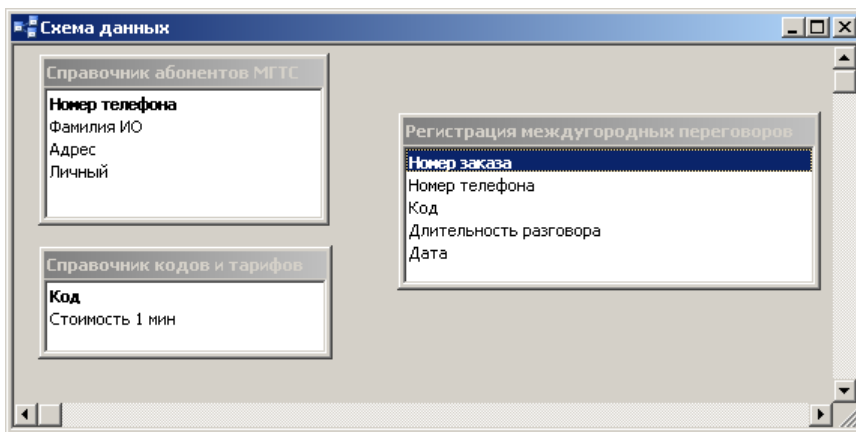 Схема данных
Справочник абонентов МГТС
Номер телефона
Фамилия ИО
Адрес
Личный
Регистрация междугородных переговоров
Номер заказа
Номер телефона
Код
Длительность разговора
Дата
Справочник кодов и тарифов
Код
Стоимость 1 мин